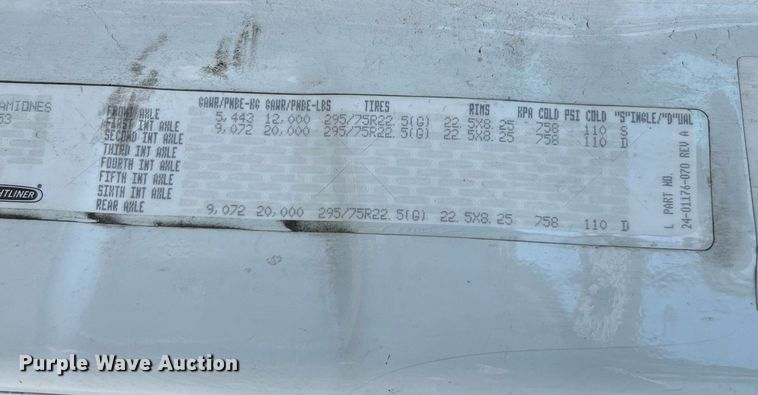 AMIONES
53
GAWR/PNBE-KG GAWR/PNBE-LBS TIRES RIMS KPA COLD PSI COLD "S"INGLE/"D"UAL
FRONT AXLE 5,443 12,000 295/75R22.5(G) 22.5X8.25 758 110 S
FIRST INT AXLE 9,072 20,000 295/75R22.5(G) 22.5X8.25 758 110 D
SECOND INT AXLE
THIRD INT AXLE
FOURTH INT AXLE
FIFTH INT AXLE
SIXTH INT AXLE
REAR AXLE 9,072 20,000 295/75R22.5(G) 22.5X8.25 758 110 D
HTLINER®
L PART NO.
24-01176-070 REV A
Purple Wave Auction®